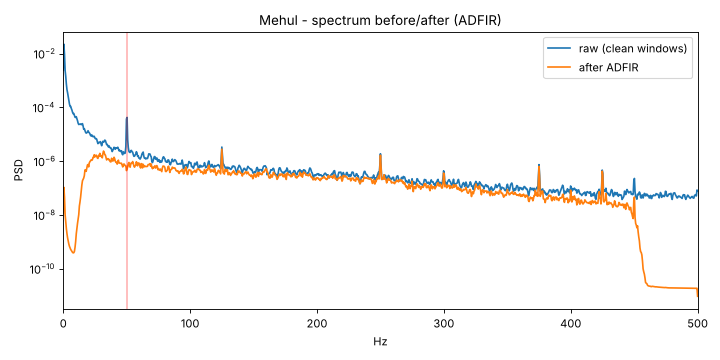 Mehul - spectrum before/after (ADFIR)
raw (clean windows)
after ADFIR
PSD
10⁻²
10⁻⁴
10⁻⁶
10⁻⁸
10⁻¹⁰
0 100 200 300 400 500
Hz